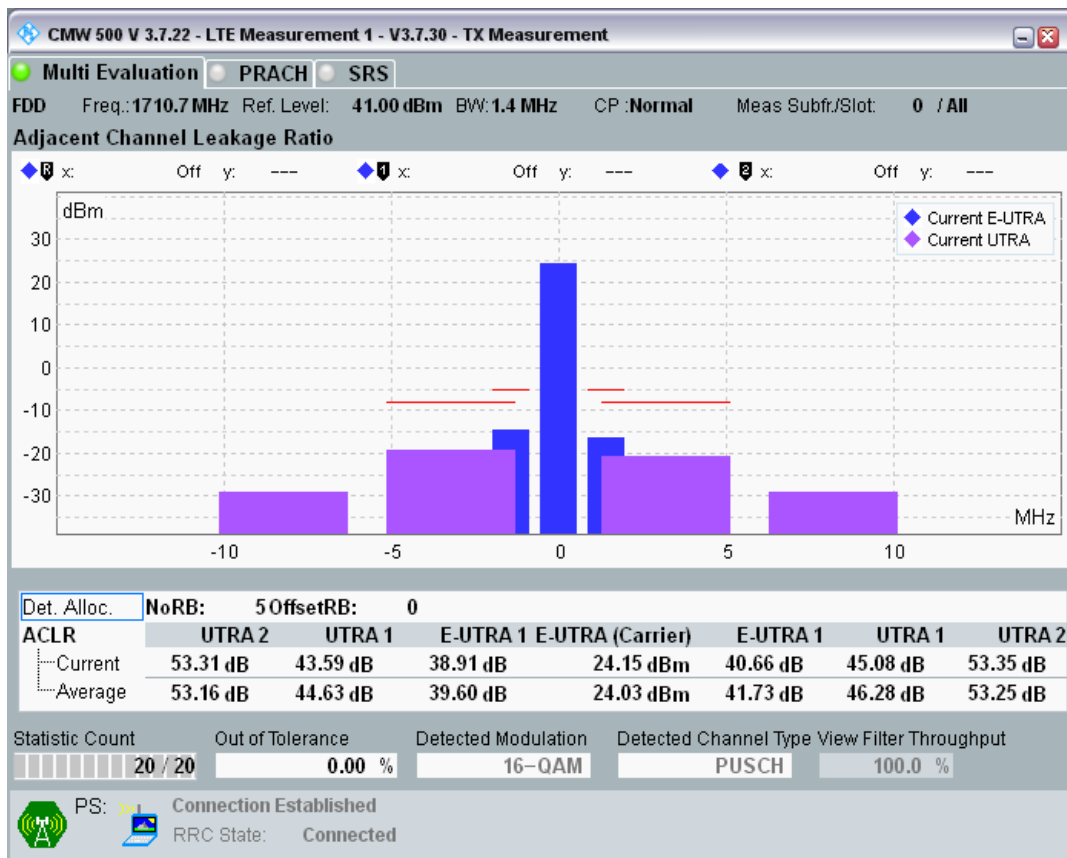 CMW 500 V 3.7.22 - LTE Measurement 1 - V3.7.30 - TX Measurement
Multi Evaluation PRACH SRS
FDD Freq.: 1710.7 MHz Ref. Level: 41.00 dBm BW: 1.4 MHz CP :Normal Meas Subfr./Slot: 0 / All
Adjacent Channel Leakage Ratio
R x: Off y: --- 1 x: Off y: --- 2 x: Off y: ---
dBm
Current E-UTRA
Current UTRA
30
20
10
0
-10
-20
-30
MHz
-10 -5 0 5 10
Det. Alloc. NoRB: 5 OffsetRB: 0
ACLR UTRA 2 UTRA 1 E-UTRA 1 E-UTRA (Carrier) E-UTRA 1 UTRA 1 UTRA 2
Current 53.31 dB 43.59 dB 38.91 dB 24.15 dBm 40.66 dB 45.08 dB 53.35 dB
Average 53.16 dB 44.63 dB 39.60 dB 24.03 dBm 41.73 dB 46.28 dB 53.25 dB
Statistic Count Out of Tolerance Detected Modulation Detected Channel Type View Filter Throughput
20 / 20 0.00 % 16-QAM PUSCH 100.0 %
PS: Connection Established
RRC State: Connected